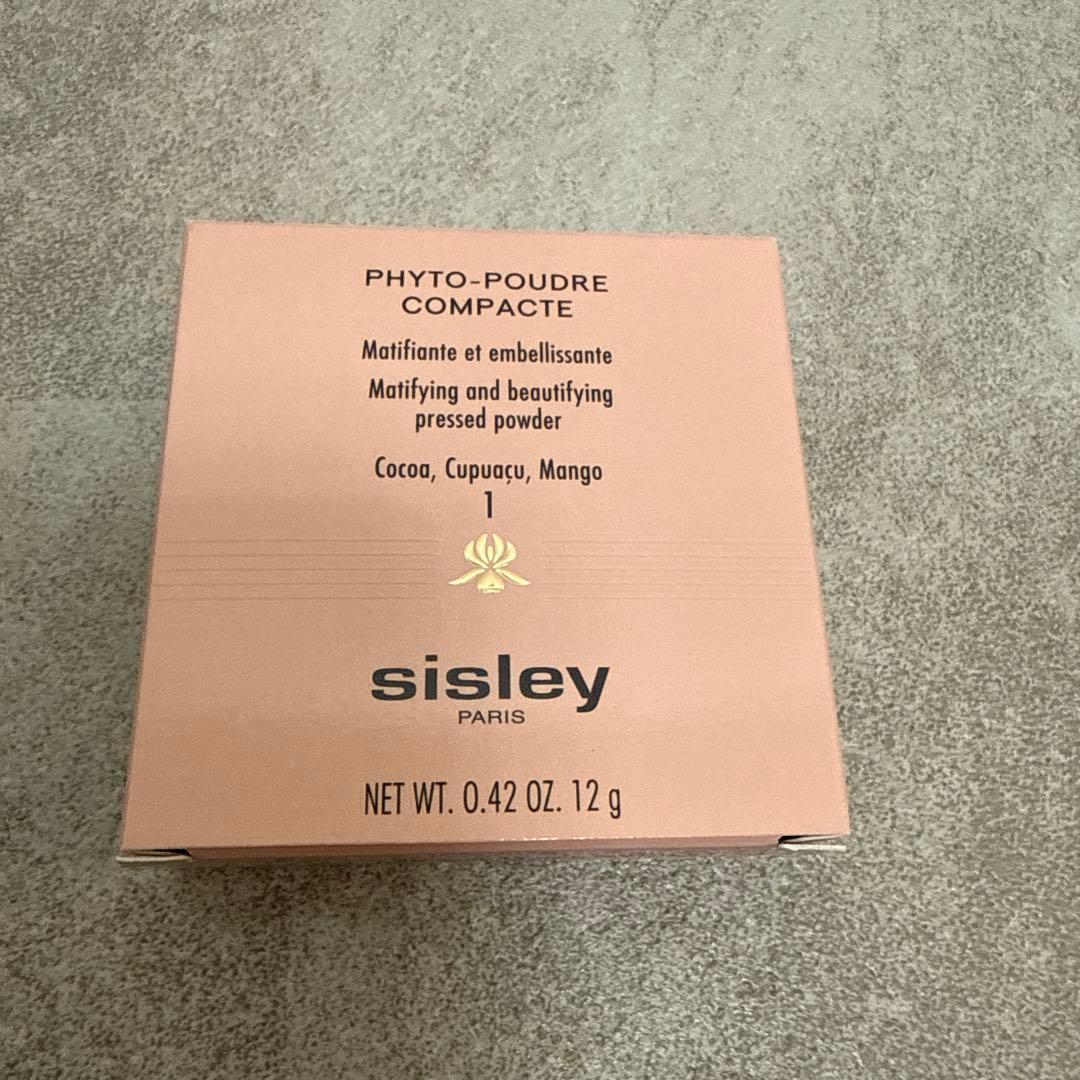 PHYTO-POUDRE
COMPACTE
Matifiante et embellissante
Matifying and beautifying
pressed powder
Cocoa, Cupuaçu, Mango
1
sisley
PARIS
NET WT. 0.42 OZ. 12 g